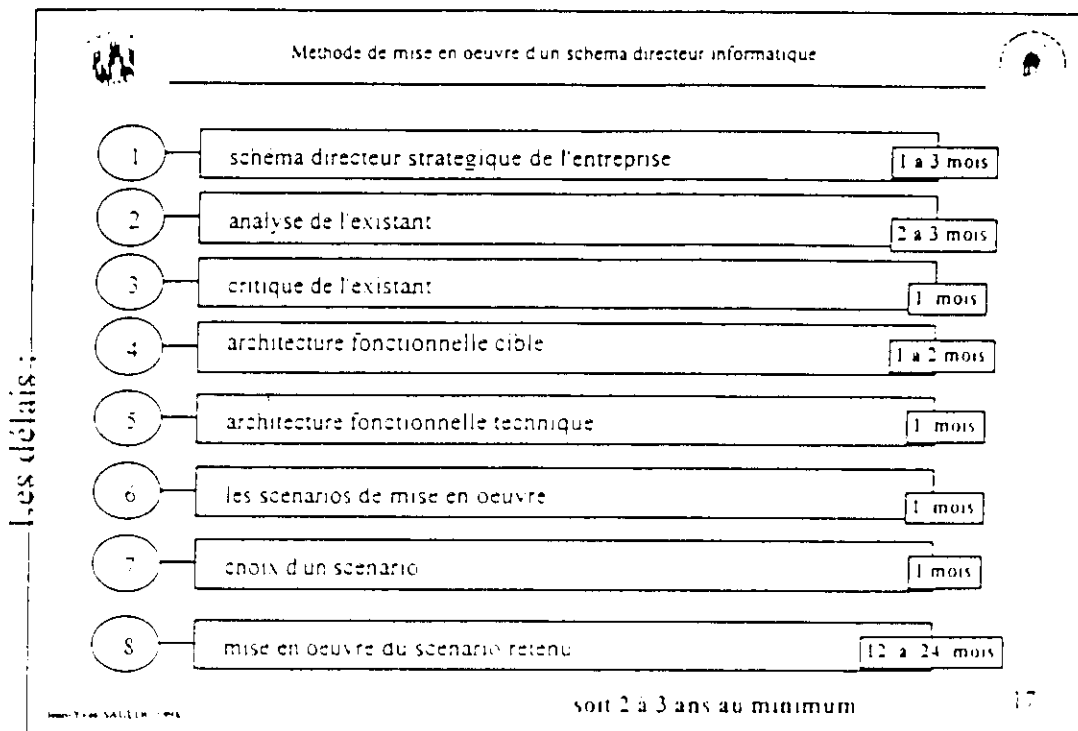 Methode de mise en oeuvre d'un schema directeur informatique
Les délais :
1 schéma directeur strategique de l'entreprise 1 a 3 mois
2 analyse de l'existant 2 a 3 mois
3 critique de l'existant 1 mois
4 architecture fonctionnelle cible 1 a 2 mois
5 architecture fonctionnelle technique 1 mois
6 les scenarios de mise en oeuvre 1 mois
7 choix d'un scenario 1 mois
8 mise en oeuvre du scenario retenu 12 a 24 mois
soit 2 à 3 ans au minimum
Jean-Yves
17